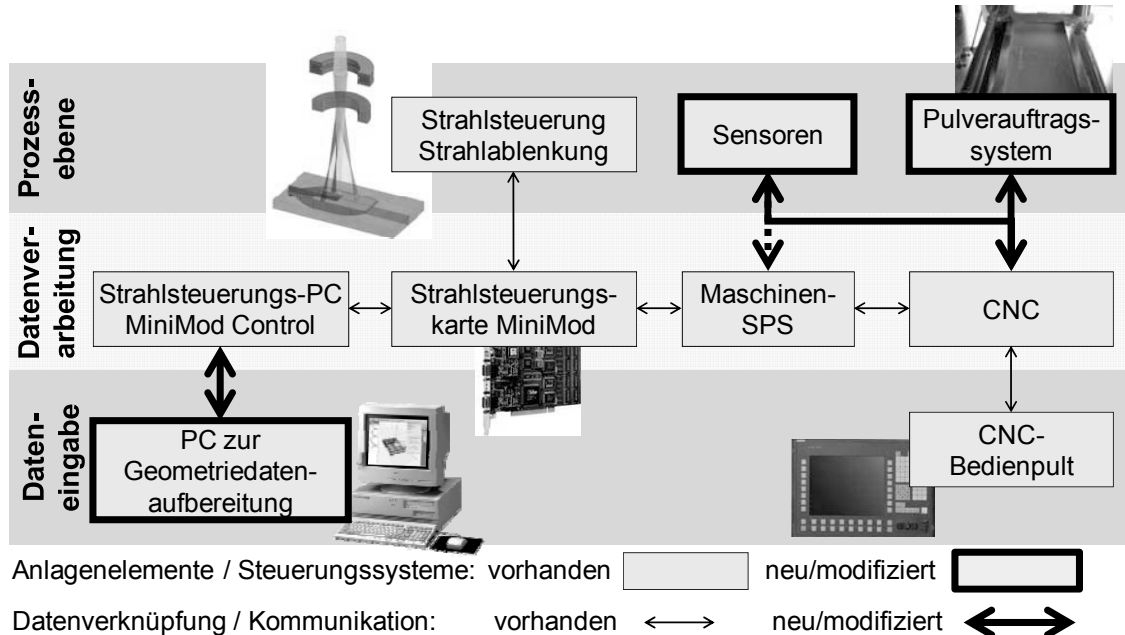 Prozess-
ebene
Strahlsteuerung
Strahlablenkung
Sensoren
Pulverauftrags-
system
Datenver-
arbeitung
Strahlsteuerungs-PC
MiniMod Control
Strahlsteuerungs-
karte MiniMod
Maschinen-
SPS
CNC
Daten-
eingabe
PC zur
Geometriedaten-
aufbereitung
CNC-
Bedienpult
Anlagenelemente / Steuerungssysteme: vorhanden neu/modifiziert
Datenverknüpfung / Kommunikation: vorhanden neu/modifiziert